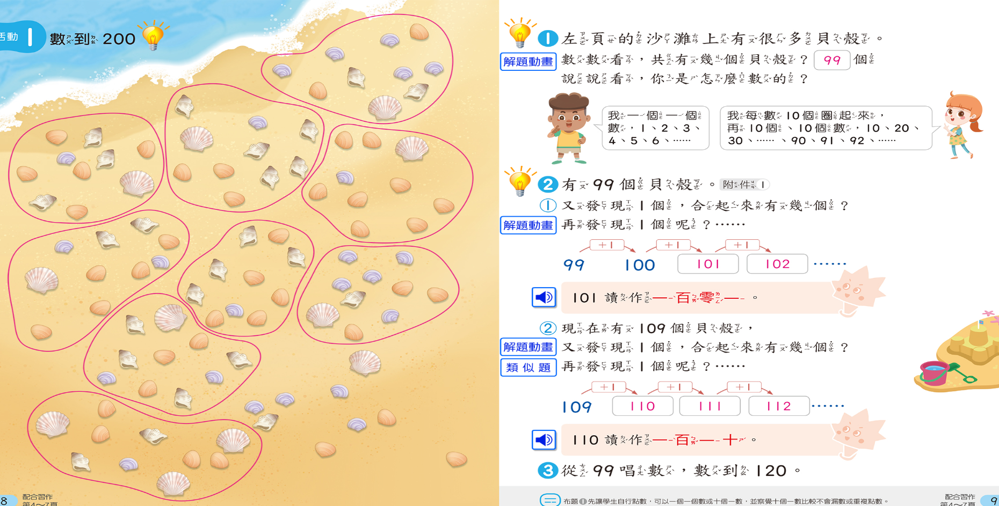 活動 1 數到 200
8
配合習作
第4~7頁
1 左頁的沙灘上有很多貝殼。
解題動畫 數數看，共有幾個貝殼？ 99 個
說說看，你是怎麼數的？
我一個一個
數，1、2、3、
4、5、6、……
我每數10個圈起來，
再10個、10個數，10、20、
30、……、90、91、92、……
2 有 99 個貝殼。 附件 1
① 又發現 1 個，合起來有幾個？
解題動畫 再發現 1 個呢？……
+1 +1 +1
99 100 101 102 ……
101 讀作一百零一。
② 現在有 109 個貝殼，
解題動畫 又發現 1 個，合起來有幾個？
類似題 再發現 1 個呢？……
+1 +1 +1
109 110 111 112 ……
110 讀作一百一十。
3 從 99 唱數，數到 120。
布題❶先讓學生自行點數，可以一個一個數或十個一數，並察覺十個一數比較不會漏數或重複點數。
配合習作
第4~7頁
9